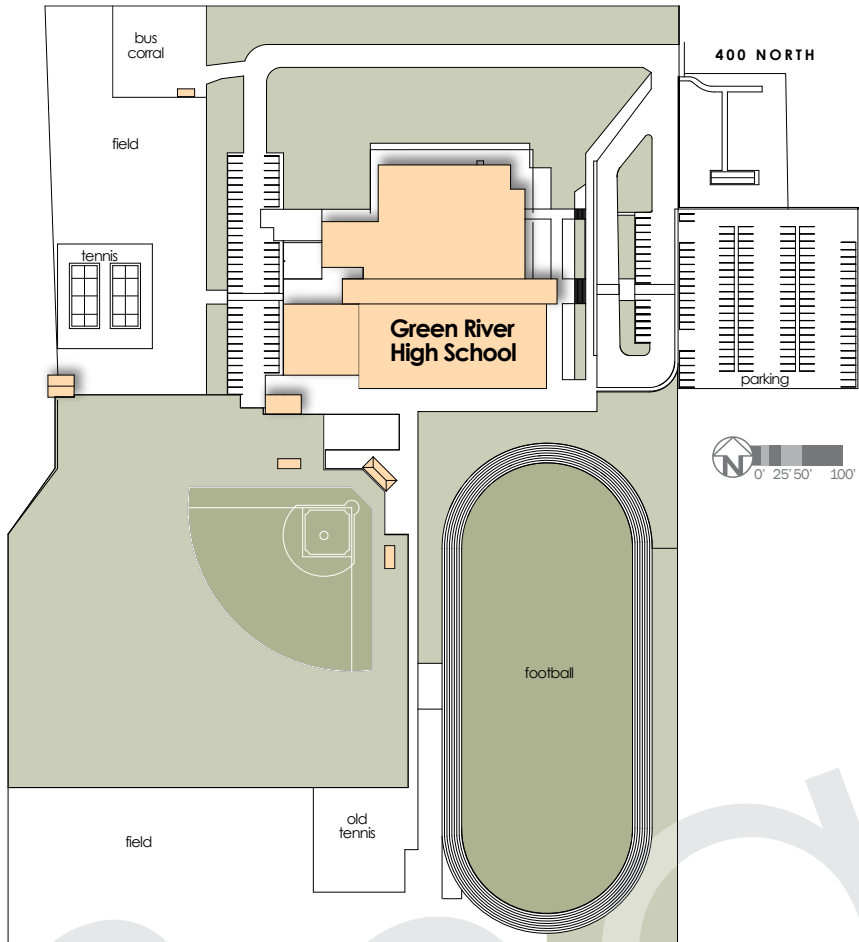 bus
corral
400 NORTH
field
tennis
Green River
High School
parking
N
0' 25' 50' 100'
football
old
tennis
field